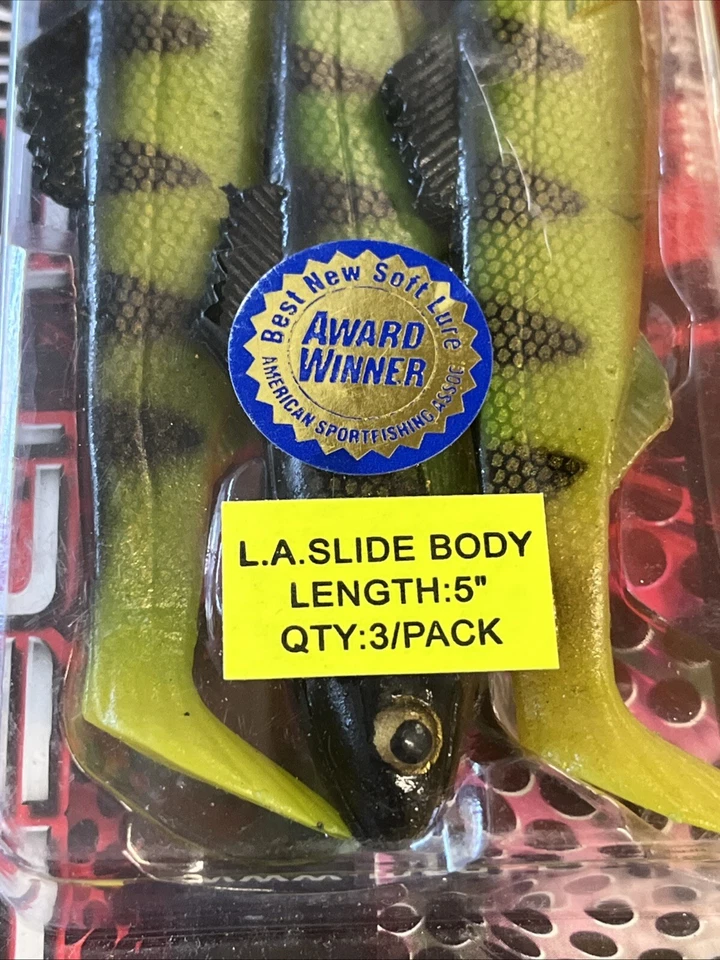 Best New Soft Lure
AWARD
WINNER
AMERICAN SPORTFISHING ASSOC.
L.A.SLIDE BODY
LENGTH:5"
QTY:3/PACK